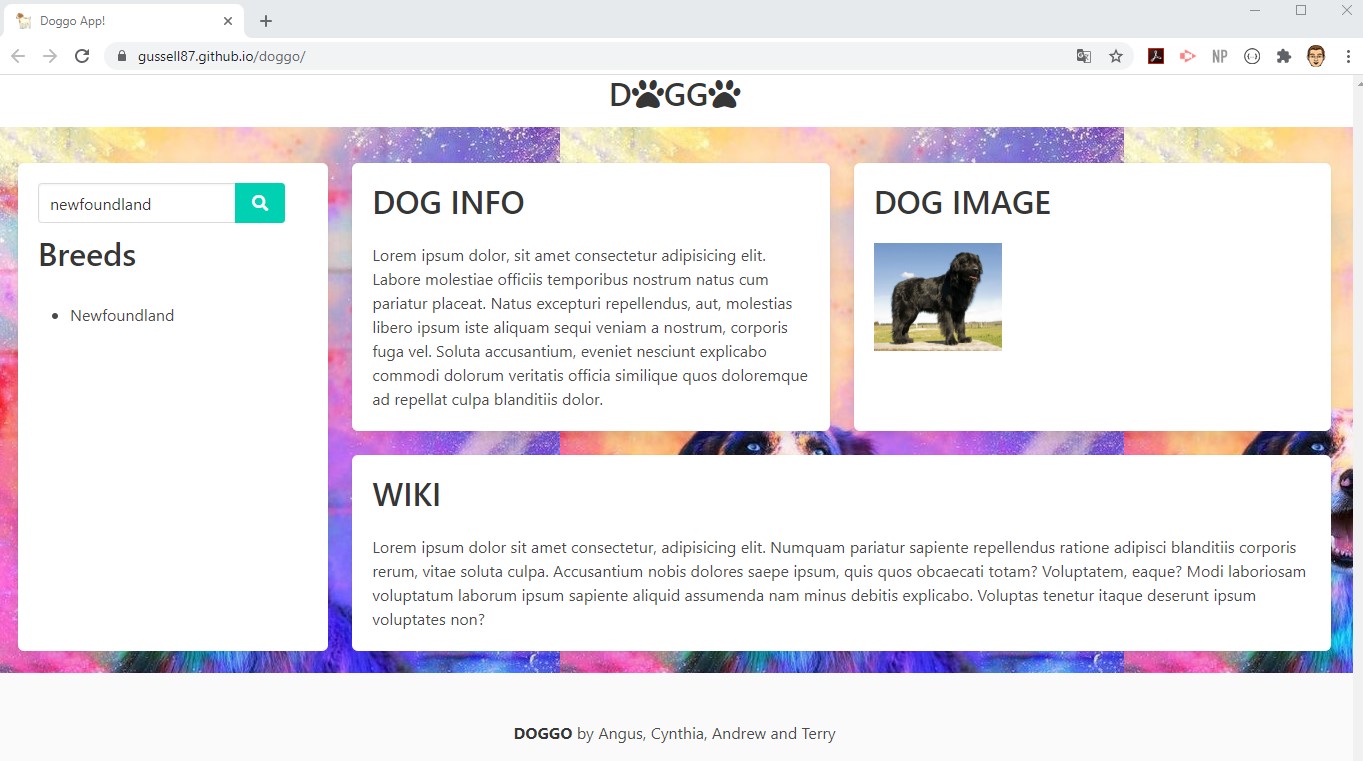 Doggo App!
gussell87.github.io/doggo/
NP
DOGGO
newfoundland
Breeds
Newfoundland
DOG INFO
Lorem ipsum dolor, sit amet consectetur adipisicing elit.
Labore molestiae officiis temporibus nostrum natus cum
pariatur placeat. Natus excepturi repellendus, aut, molestias
libero ipsum iste aliquam sequi veniam a nostrum, corporis
fuga vel. Soluta accusantium, eveniet nesciunt explicabo
commodi dolorum veritatis officia similique quos doloremque
ad repellat culpa blanditiis dolor.
DOG IMAGE
WIKI
Lorem ipsum dolor sit amet consectetur, adipisicing elit. Numquam pariatur sapiente repellendus ratione adipisci blanditiis corporis
rerum, vitae soluta culpa. Accusantium nobis dolores saepe ipsum, quis quos obcaecati totam? Voluptatem, eaque? Modi laboriosam
voluptatum laborum ipsum sapiente aliquid assumenda nam minus debitis explicabo. Voluptas tenetur itaque deserunt ipsum
voluptates non?
DOGGO by Angus, Cynthia, Andrew and Terry